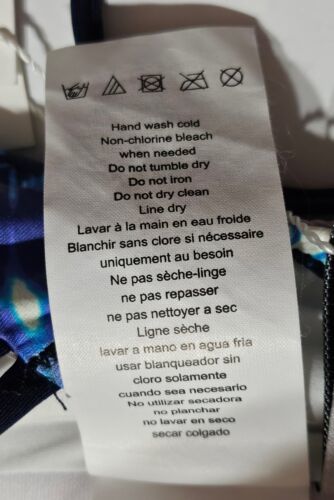 Hand wash cold
Non-chlorine bleach
when needed
Do not tumble dry
Do not iron
Do not dry clean
Line dry
Lavar à la main en eau froide
Blanchir sans clore si nécessaire
uniquement au besoin
Ne pas sèche-linge
ne pas repasser
ne pas nettoyer a sec
Ligne sèche
lavar a mano en agua fria
usar blanqueador sin
cloro solamente
cuando sea necesarlo
No utilizar secadora
no planchar
no lavar en seco
secar colgado